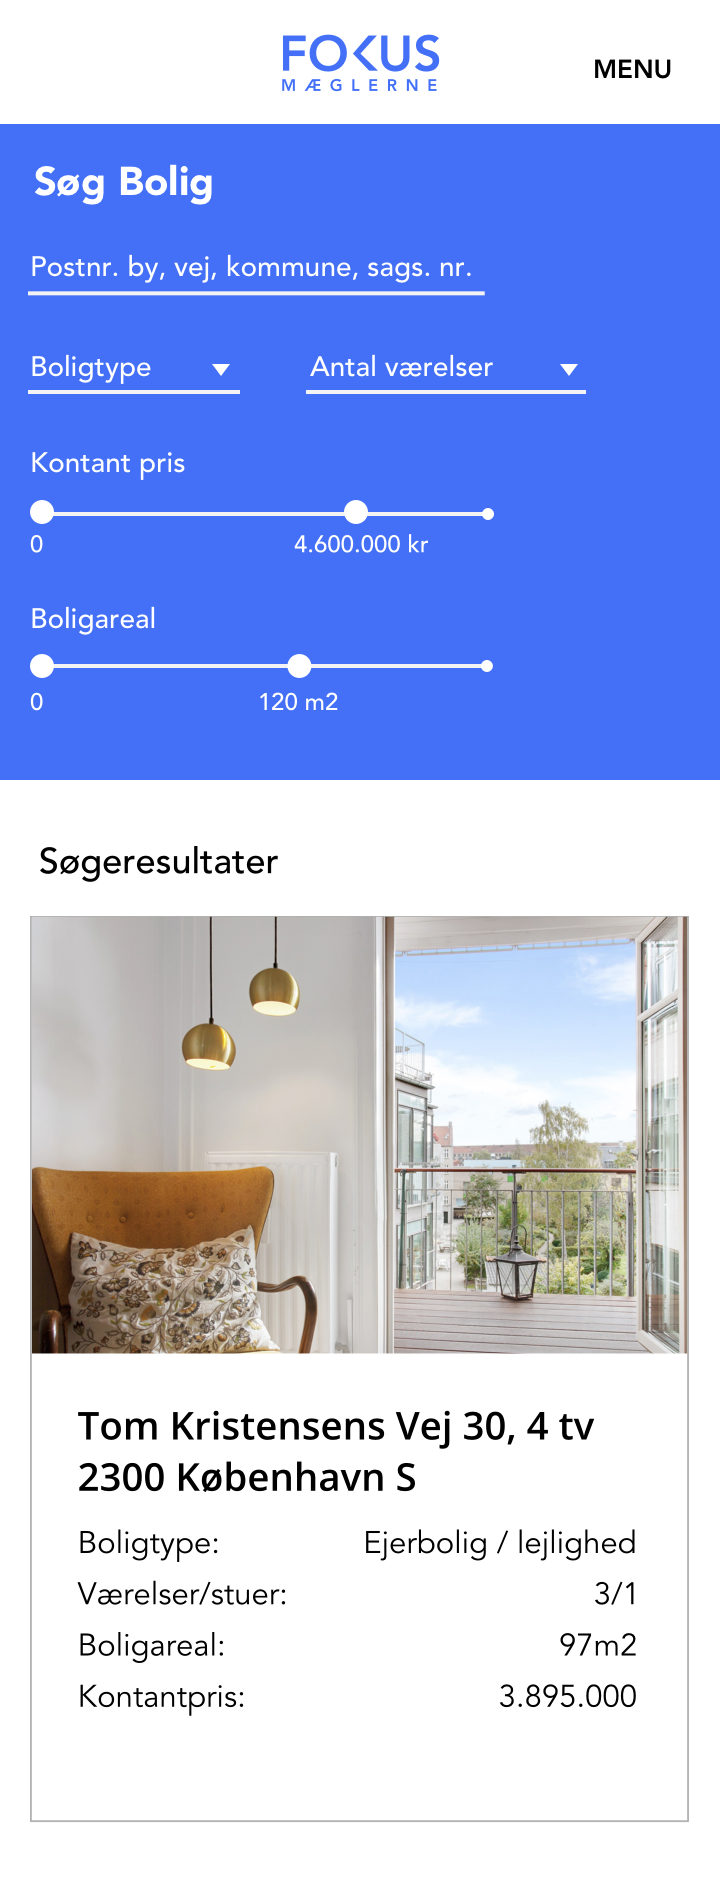 FOKUS
MÆGLERNE
MENU
Søg Bolig
Postnr. by, vej, kommune, sags. nr.
Boligtype
Antal værelser
Kontant pris
0
4.600.000 kr
Boligareal
0
120 m2
Søgeresultater
Tom Kristensens Vej 30, 4 tv
2300 København S
Boligtype: Ejerbolig / lejlighed
Værelser/stuer: 3/1
Boligareal: 97m2
Kontantpris: 3.895.000